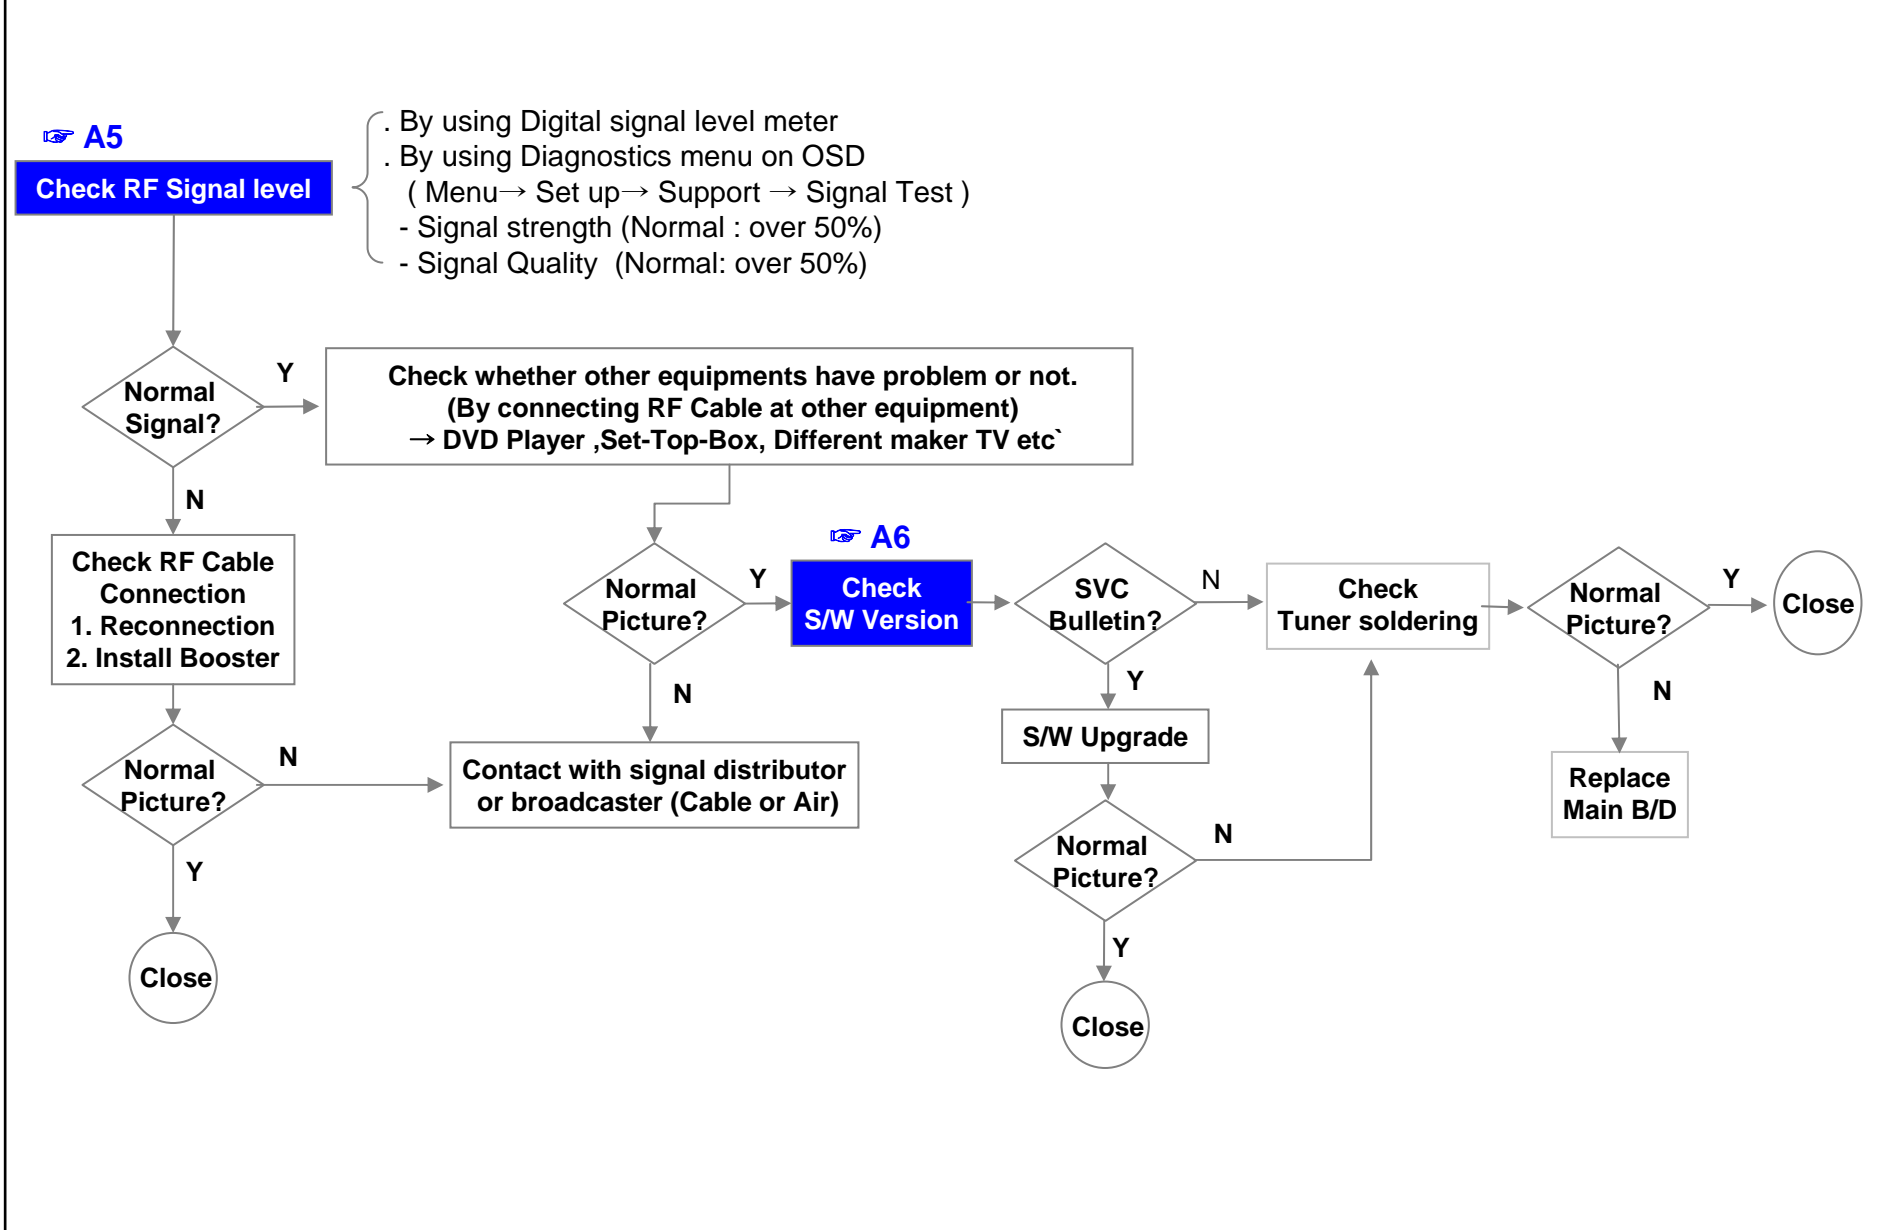 ☞ A5
Check RF Signal level
. By using Digital signal level meter
. By using Diagnostics menu on OSD
( Menu→ Set up→ Support → Signal Test )
- Signal strength (Normal : over 50%)
- Signal Quality (Normal: over 50%)
Normal
Signal?
Y
Check whether other equipments have problem or not.
(By connecting RF Cable at other equipment)
→ DVD Player ,Set-Top-Box, Different maker TV etc`
N
Check RF Cable
Connection
1. Reconnection
2. Install Booster
Normal
Picture?
N
Y
Close
Normal
Picture?
Y
N
Contact with signal distributor
or broadcaster (Cable or Air)
☞ A6
Check
S/W Version
SVC
Bulletin?
N
Y
S/W Upgrade
Normal
Picture?
N
Y
Close
Check
Tuner soldering
Normal
Picture?
Y
Close
N
Replace
Main B/D